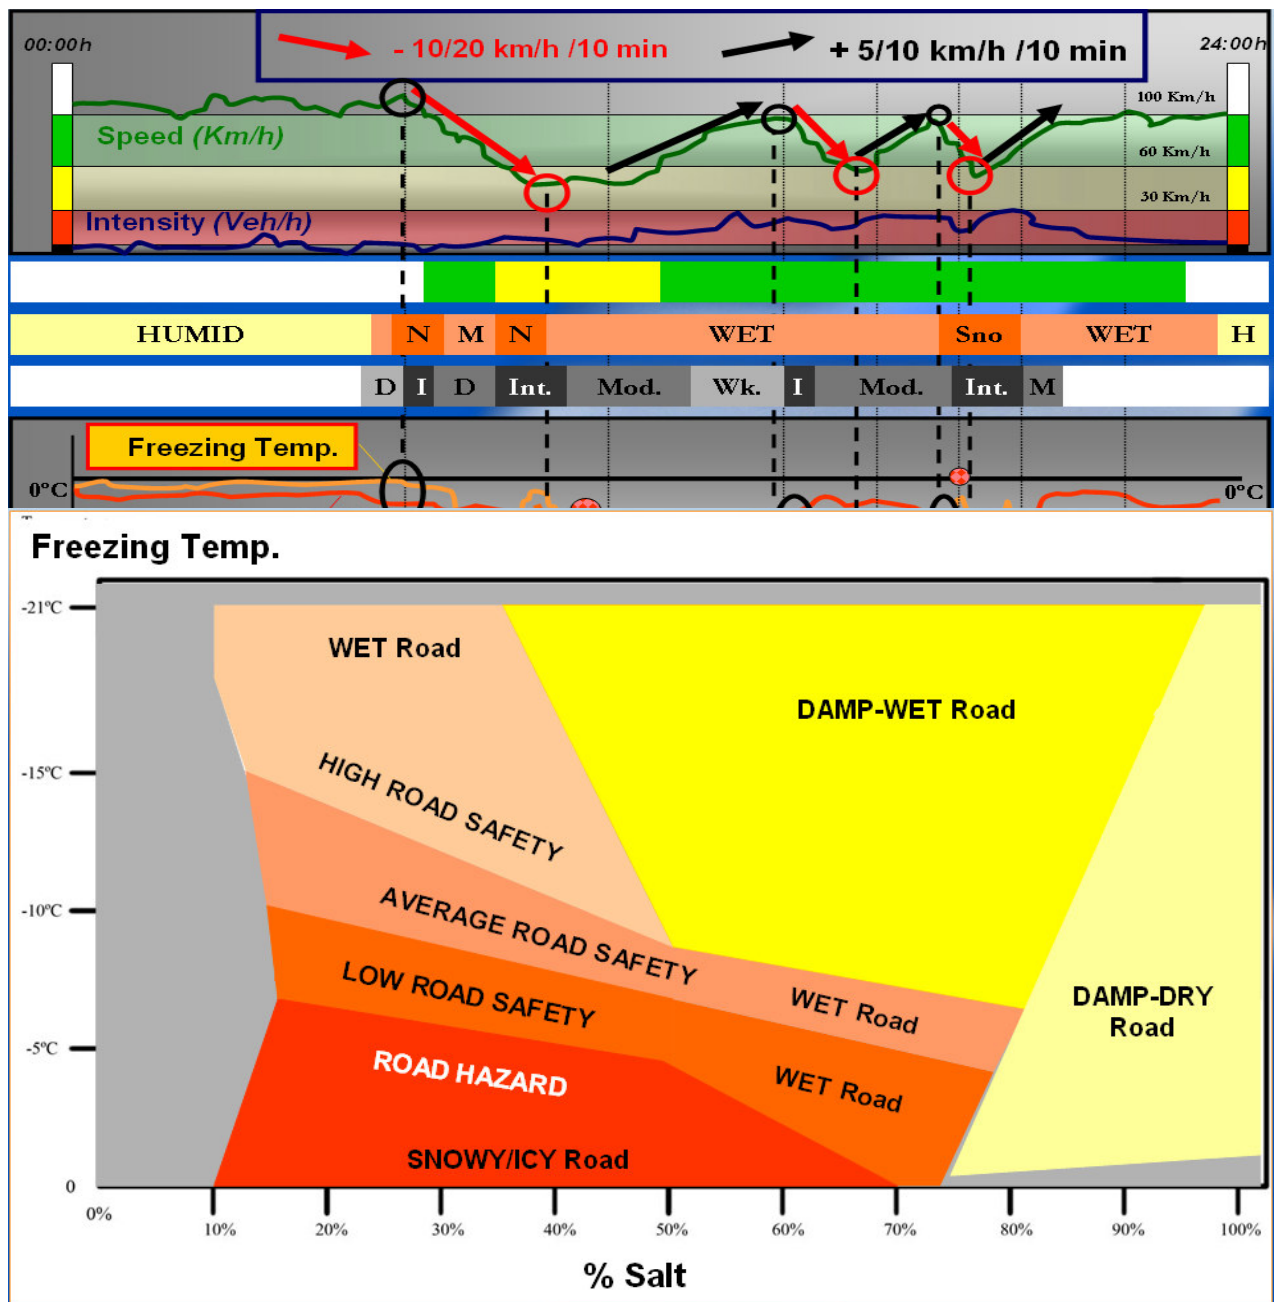 00:00h
- 10/20 km/h /10 min
+ 5/10 km/h /10 min
24:00h
100 Km/h
Speed (Km/h)
60 Km/h
30 Km/h
Intensity (Veh/h)
HUMID N M N WET Sno WET H
D I D Int. Mod. Wk. I Mod. Int. M
Freezing Temp.
0°C
0°C
Freezing Temp.
-21°C
WET Road
DAMP-WET Road
-15°C
HIGH ROAD SAFETY
-10°C
AVERAGE ROAD SAFETY
LOW ROAD SAFETY
WET Road
DAMP-DRY
Road
-5°C
ROAD HAZARD
WET Road
SNOWY/ICY Road
0
0% 10% 20% 30% 40% 50% 60% 70% 80% 90% 100%
% Salt